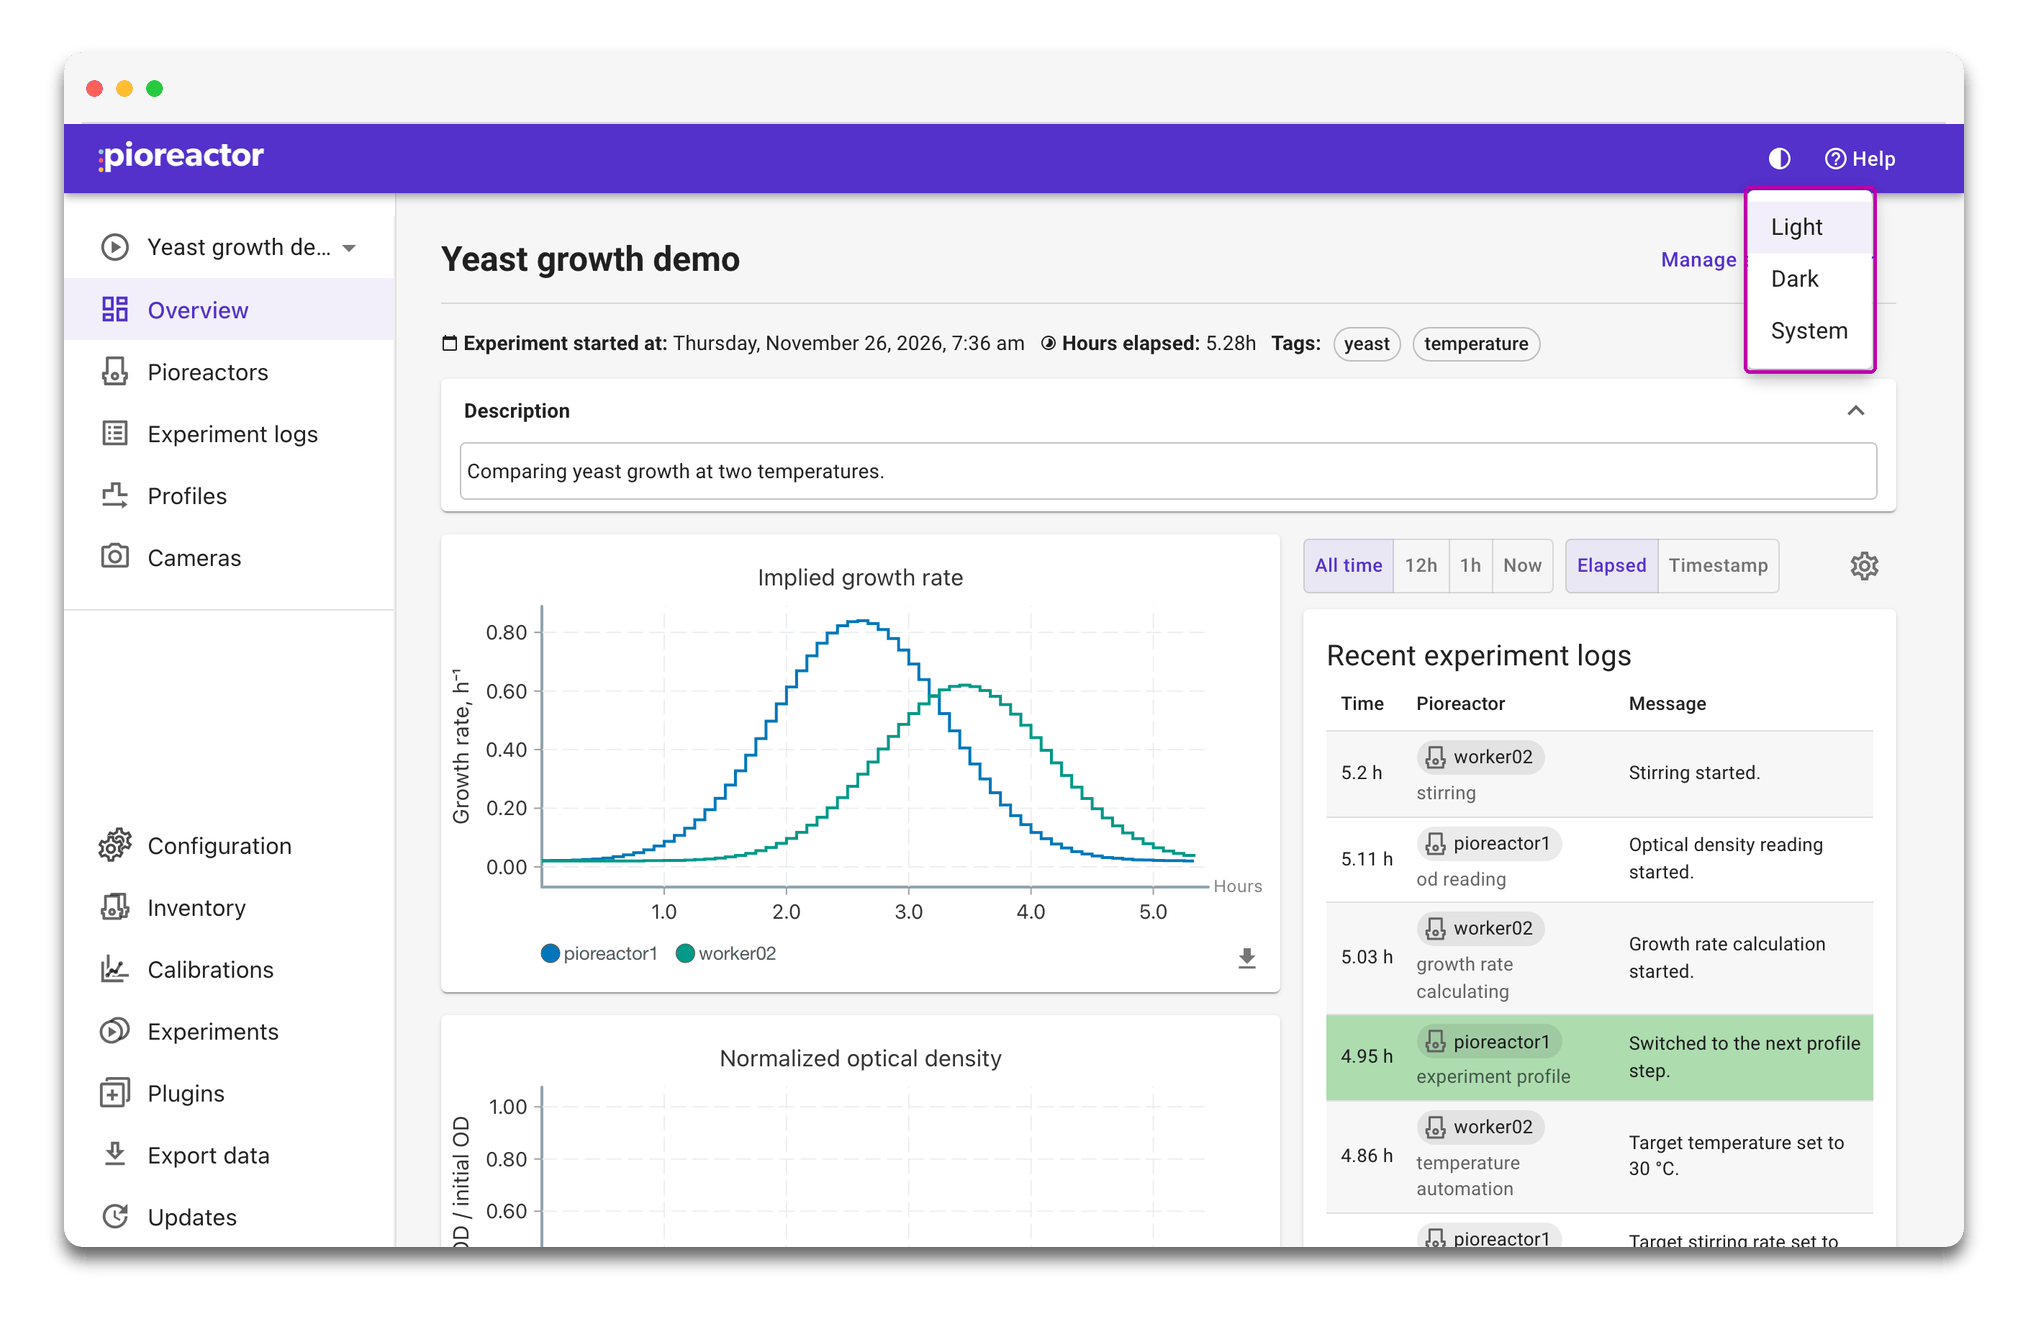 pioreactor
Help
Light
Dark
System
Yeast growth de...
Overview
Pioreactors
Experiment logs
Profiles
Cameras
Configuration
Inventory
Calibrations
Experiments
Plugins
Export data
Updates
Yeast growth demo
Manage
Experiment started at: Thursday, November 26, 2026, 7:36 am Hours elapsed: 5.28h Tags: yeast temperature
Description
Comparing yeast growth at two temperatures.
Implied growth rate
Growth rate, h⁻¹
0.80
0.60
0.40
0.20
0.00
1.0 2.0 3.0 4.0 5.0
Hours
pioreactor1 worker02
Normalized optical density
OD / initial OD
1.00
0.80
0.60
All time 12h 1h Now Elapsed Timestamp
Recent experiment logs
Time Pioreactor Message
5.2 h worker02 Stirring started.
stirring
5.11 h pioreactor1 Optical density reading
od reading started.
5.03 h worker02 Growth rate calculation
growth rate started.
calculating
4.95 h pioreactor1 Switched to the next profile
experiment profile step.
4.86 h worker02 Target temperature set to
temperature 30 °C.
automation
pioreactor1 Target stirring rate set to